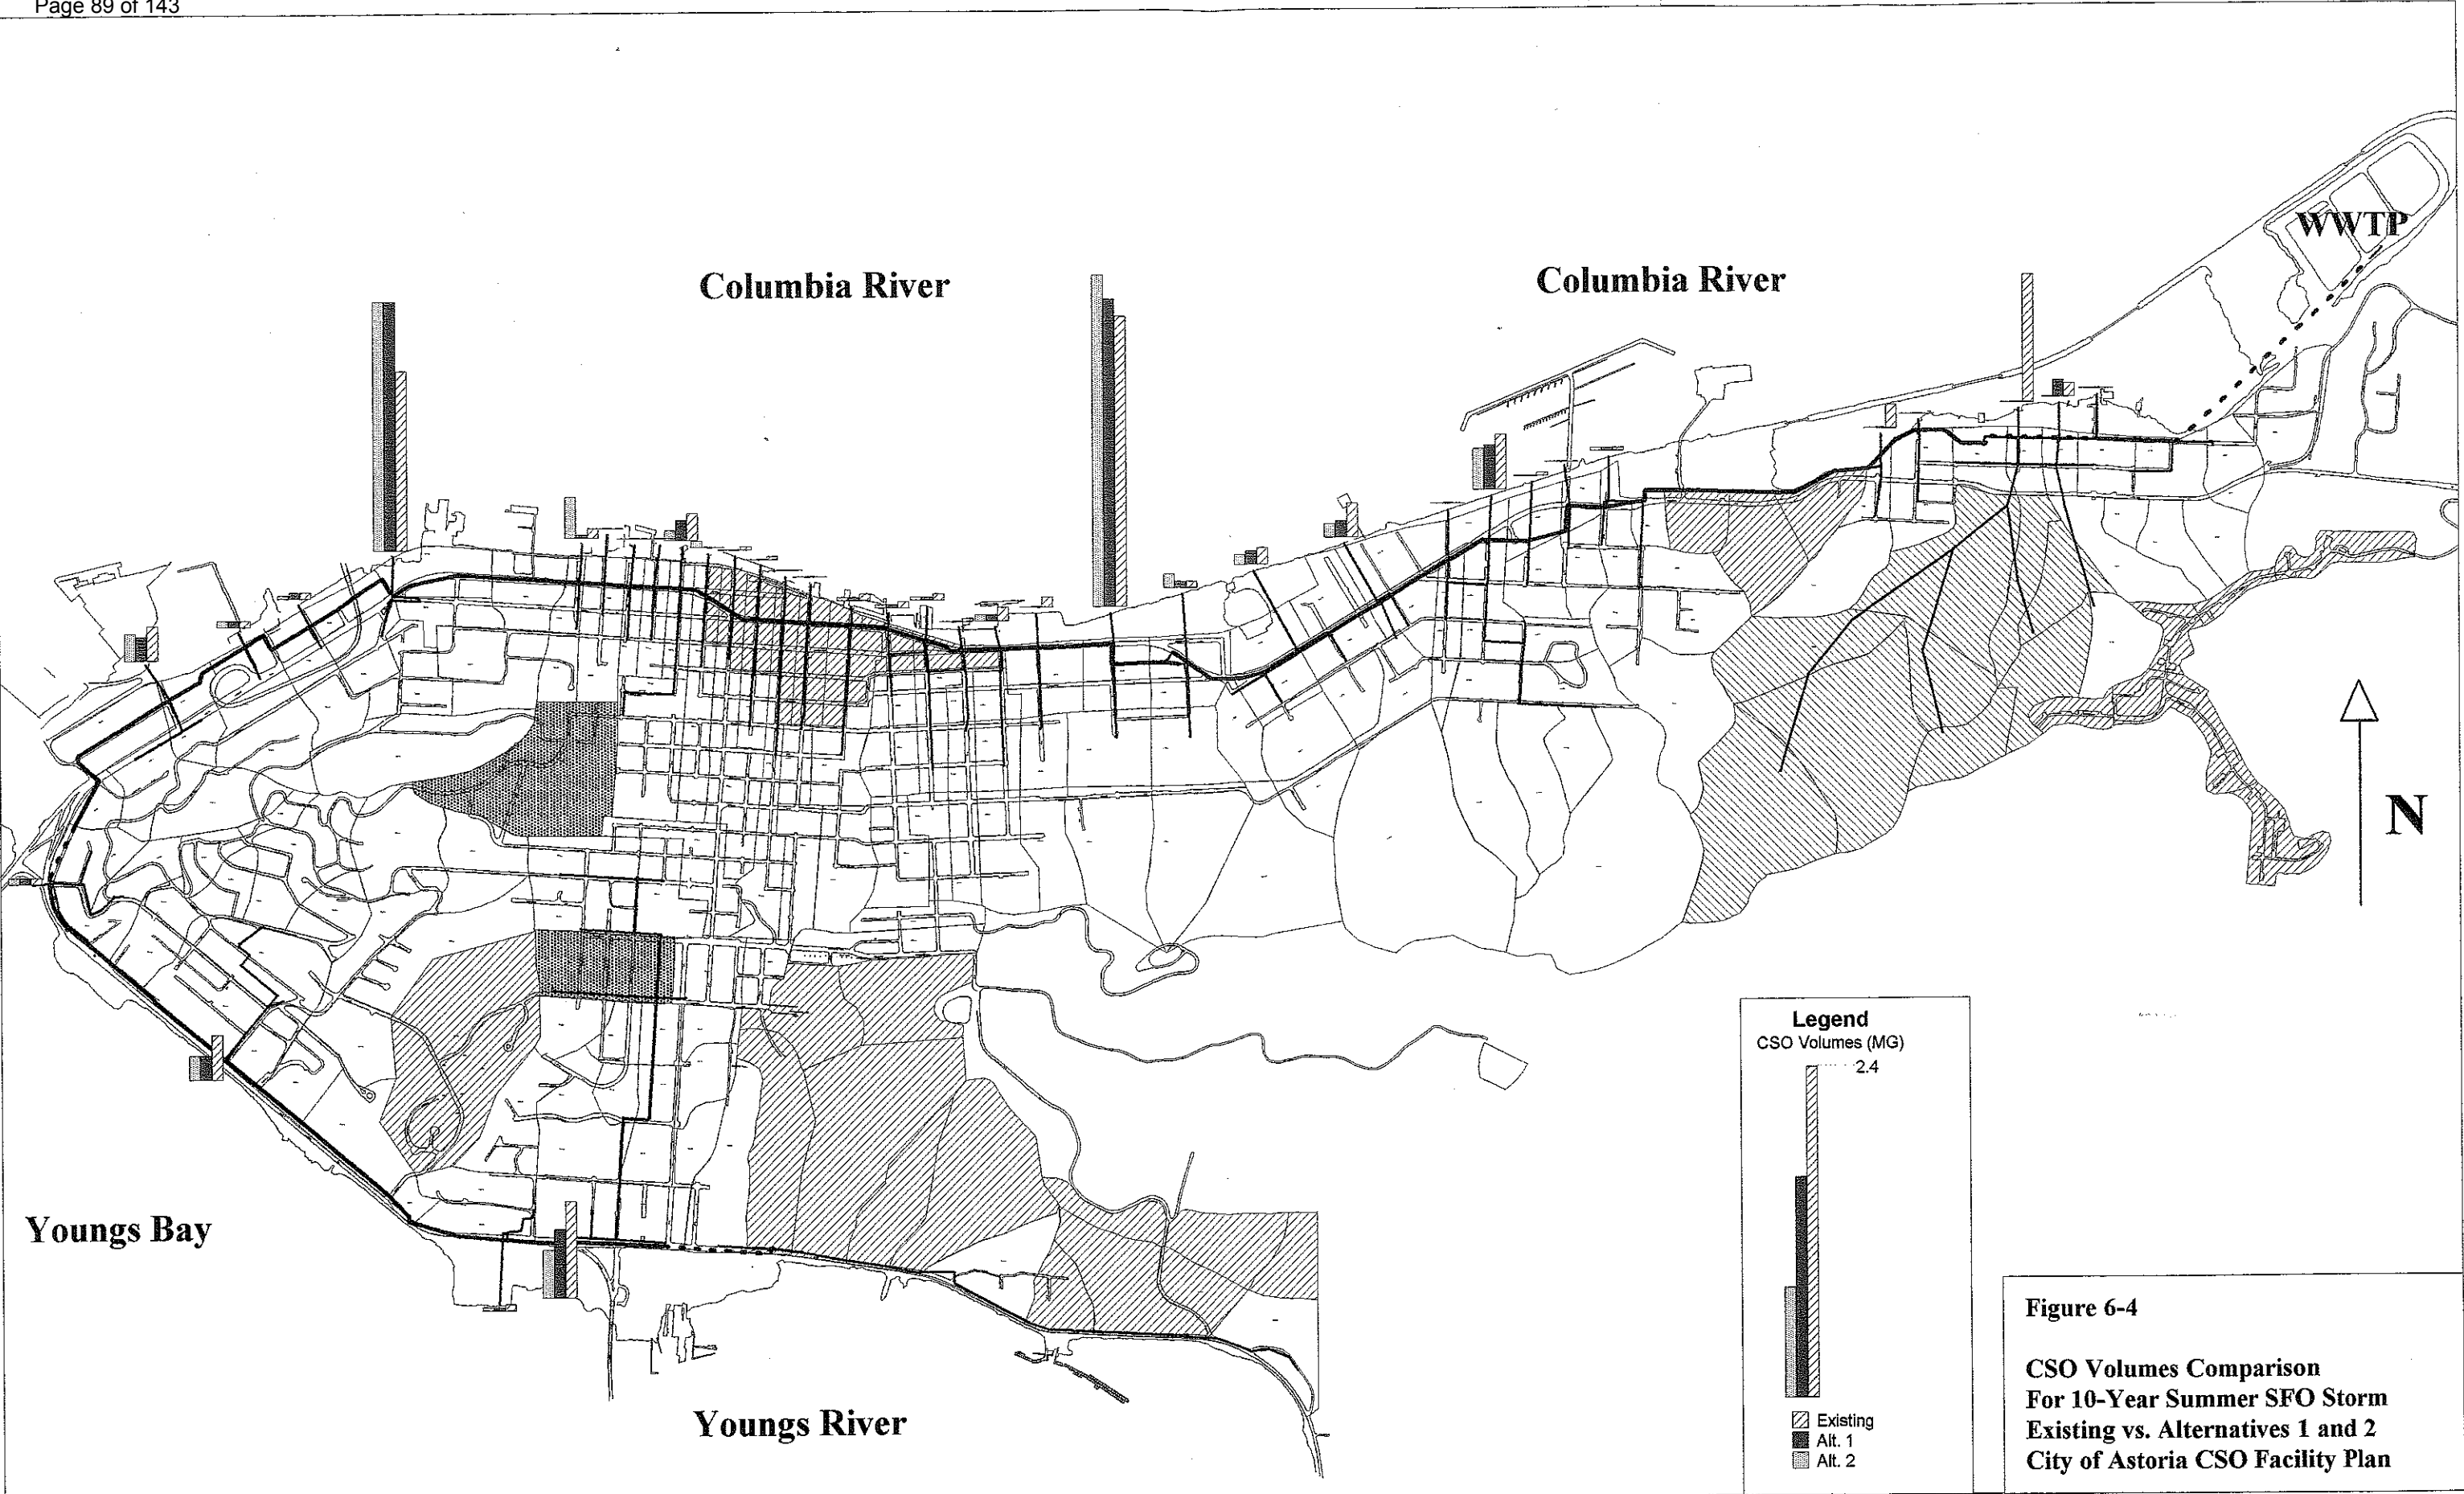 Page 89 of 143
WWTP
Columbia River
Columbia River
N
Legend
CSO Volumes (MG)
2.4
Existing
Alt. 1
Alt. 2
Youngs Bay
Youngs River
Figure 6-4
CSO Volumes Comparison
For 10-Year Summer SFO Storm
Existing vs. Alternatives 1 and 2
City of Astoria CSO Facility Plan